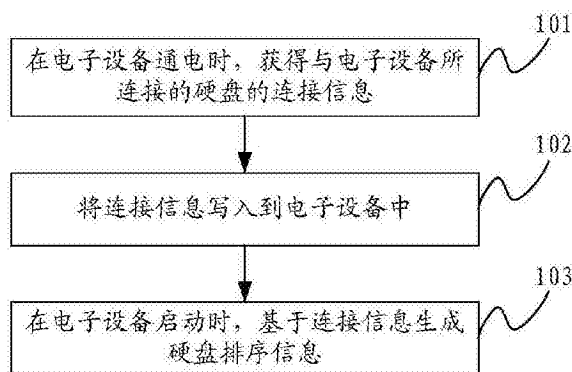 101
在电子设备通电时，获得与电子设备所
连接的硬盘的连接信息
102
将连接信息写入到电子设备中
103
在电子设备启动时，基于连接信息生成
硬盘排序信息